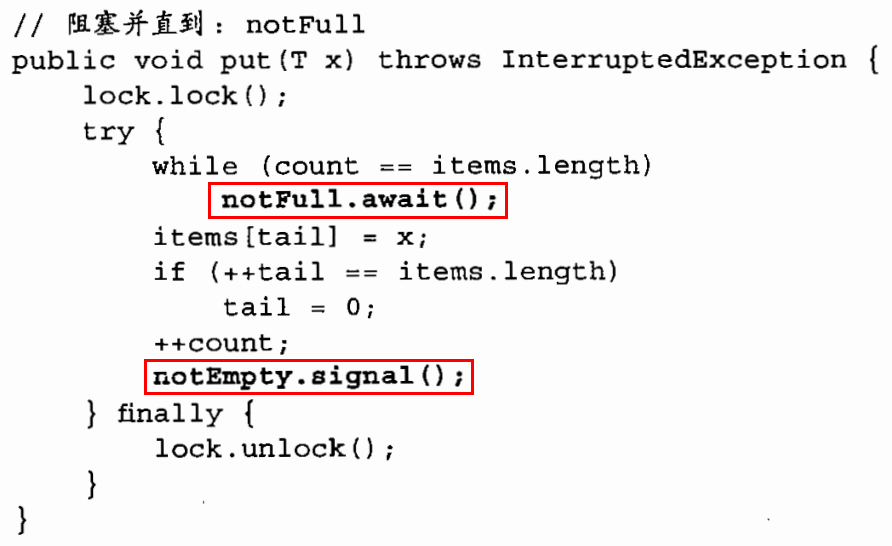 // 阻塞并直到：notFull
public void put(T x) throws InterruptedException {
    lock.lock();
    try {
        while (count == items.length)
            notFull.await();
        items[tail] = x;
        if (++tail == items.length)
            tail = 0;
        ++count;
        notEmpty.signal();
    } finally {
        lock.unlock();
    }
}